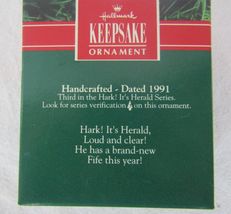 Hallmark
KEEPSAKE
ORNAMENT
Handcrafted - Dated 1991
Third in the Hark! It's Herald Series.
Look for series verification on this ornament.
Hark! It's Herald,
Loud and clear!
He has a brand-new
Fife this year!